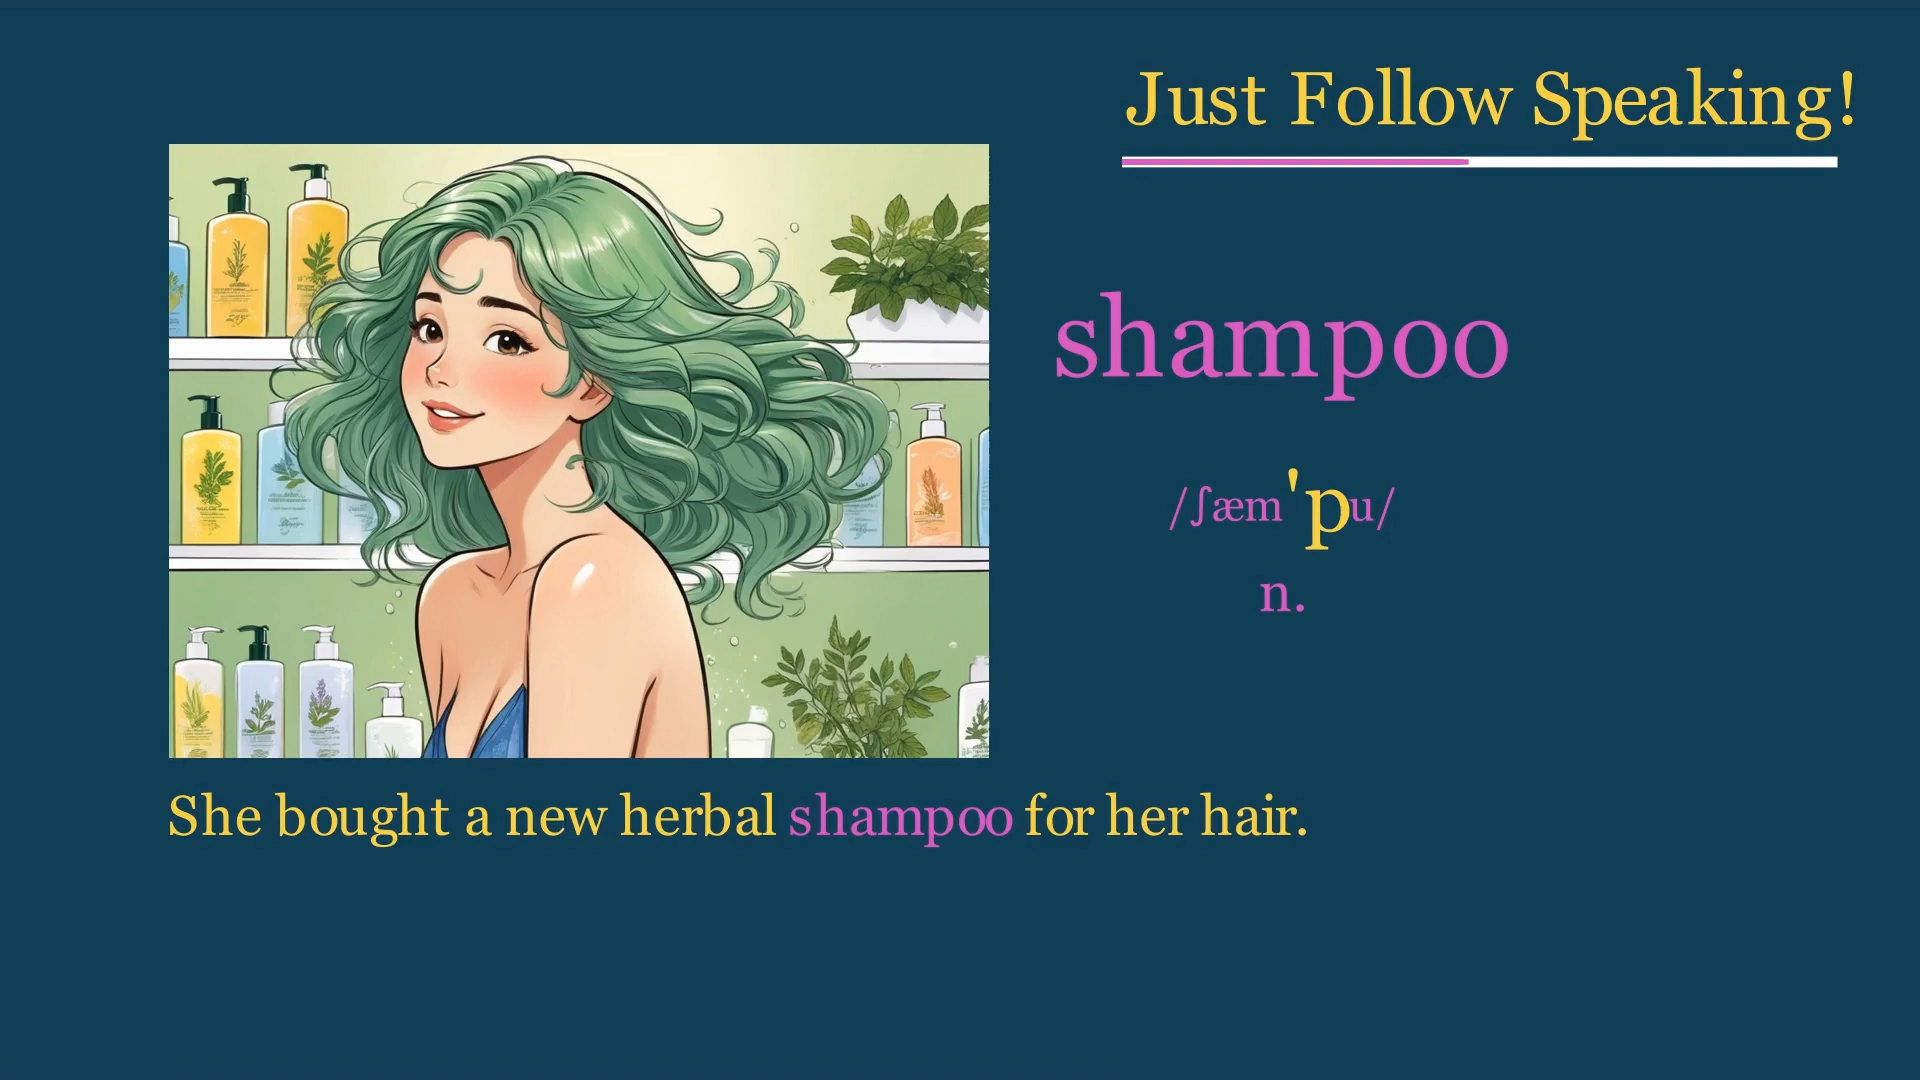 Just Follow Speaking!
shampoo
/ʃæm'pu/
n.
She bought a new herbal shampoo for her hair.